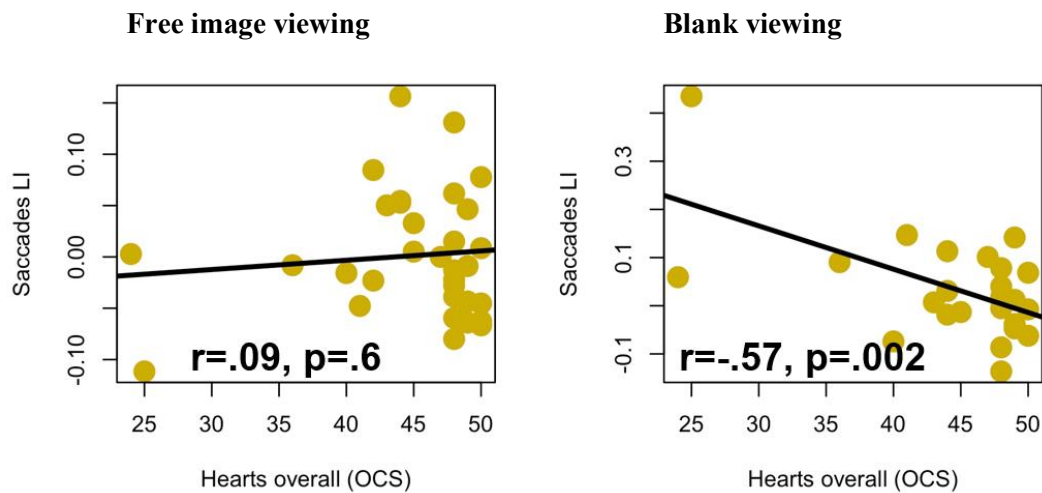 Free image viewing
Saccades LI
0.10
0.00
-0.10
r=.09, p=.6
25 30 35 40 45 50
Hearts overall (OCS)
Blank viewing
Saccades LI
0.3
0.1
-0.1
r=-.57, p=.002
25 30 35 40 45 50
Hearts overall (OCS)